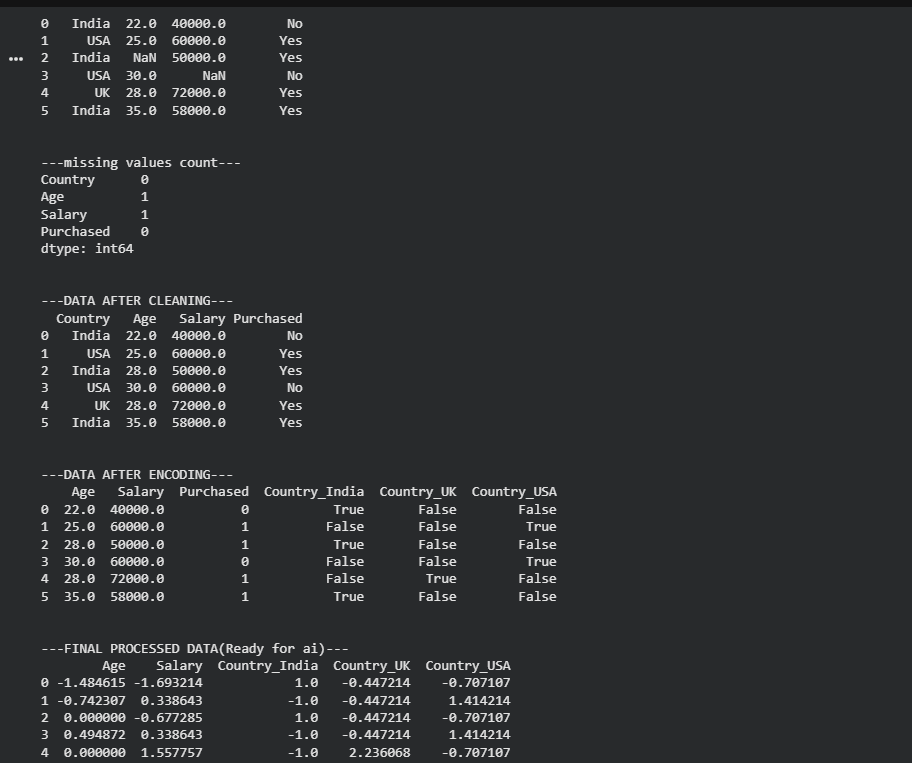 0   India  22.0  40000.0        No
1     USA  25.0  60000.0       Yes
2   India   NaN  50000.0       Yes
3     USA  30.0      NaN        No
4      UK  28.0  72000.0       Yes
5   India  35.0  58000.0       Yes
---missing values count---
Country      0
Age          1
Salary       1
Purchased    0
dtype: int64
---DATA AFTER CLEANING---
  Country   Age   Salary Purchased
0   India  22.0  40000.0        No
1     USA  25.0  60000.0       Yes
2   India  28.0  50000.0       Yes
3     USA  30.0  60000.0        No
4      UK  28.0  72000.0       Yes
5   India  35.0  58000.0       Yes
---DATA AFTER ENCODING---
    Age   Salary  Purchased  Country_India  Country_UK  Country_USA
0  22.0  40000.0          0           True       False        False
1  25.0  60000.0          1          False       False         True
2  28.0  50000.0          1           True       False        False
3  30.0  60000.0          0          False       False         True
4  28.0  72000.0          1          False        True        False
5  35.0  58000.0          1           True       False        False
---FINAL PROCESSED DATA(Ready for ai)---
        Age    Salary  Country_India  Country_UK  Country_USA
0 -1.484615 -1.693214            1.0   -0.447214    -0.707107
1 -0.742307  0.338643           -1.0   -0.447214     1.414214
2  0.000000 -0.677285            1.0   -0.447214    -0.707107
3  0.494872  0.338643           -1.0   -0.447214     1.414214
4  0.000000  1.557757           -1.0    2.236068    -0.707107